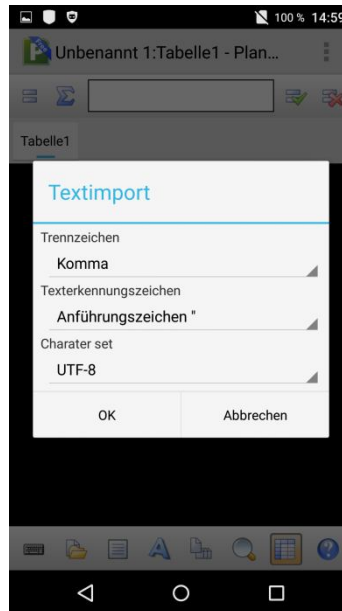 100 % 14:59
Unbenannt 1:Tabelle1 - Plan...
Tabelle1
Textimport
Trennzeichen
Komma
Texterkennungszeichen
Anführungszeichen "
Charater set
UTF-8
OK Abbrechen